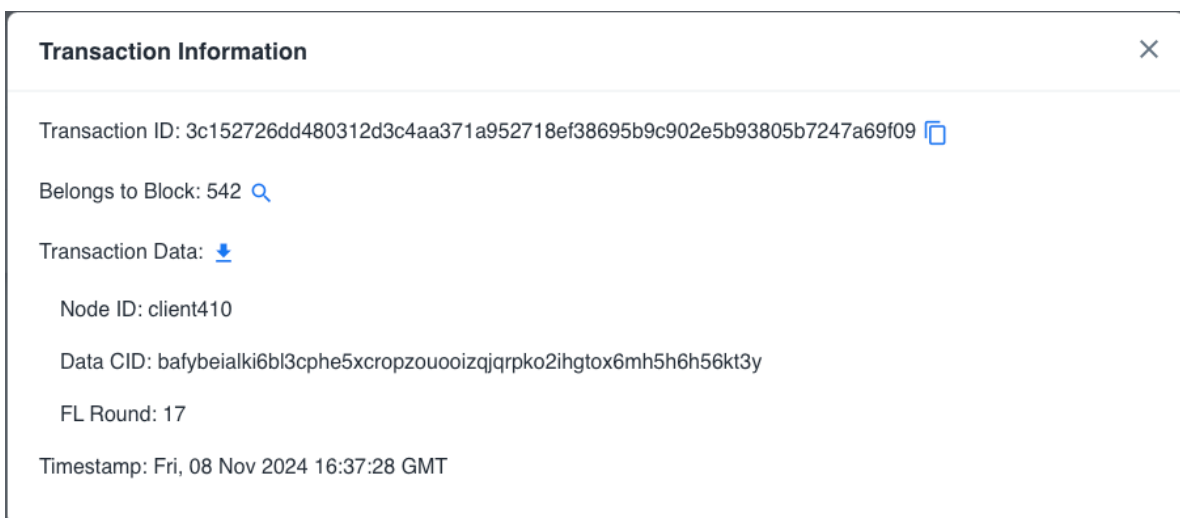 Transaction Information
Transaction ID: 3c152726dd480312d3c4aa371a952718ef38695b9c902e5b93805b7247a69f09
Belongs to Block: 542
Transaction Data:
Node ID: client410
Data CID: bafybeialki6bl3cphe5xcropzouooizqjqrpko2ihgtox6mh5h6h56kt3y
FL Round: 17
Timestamp: Fri, 08 Nov 2024 16:37:28 GMT